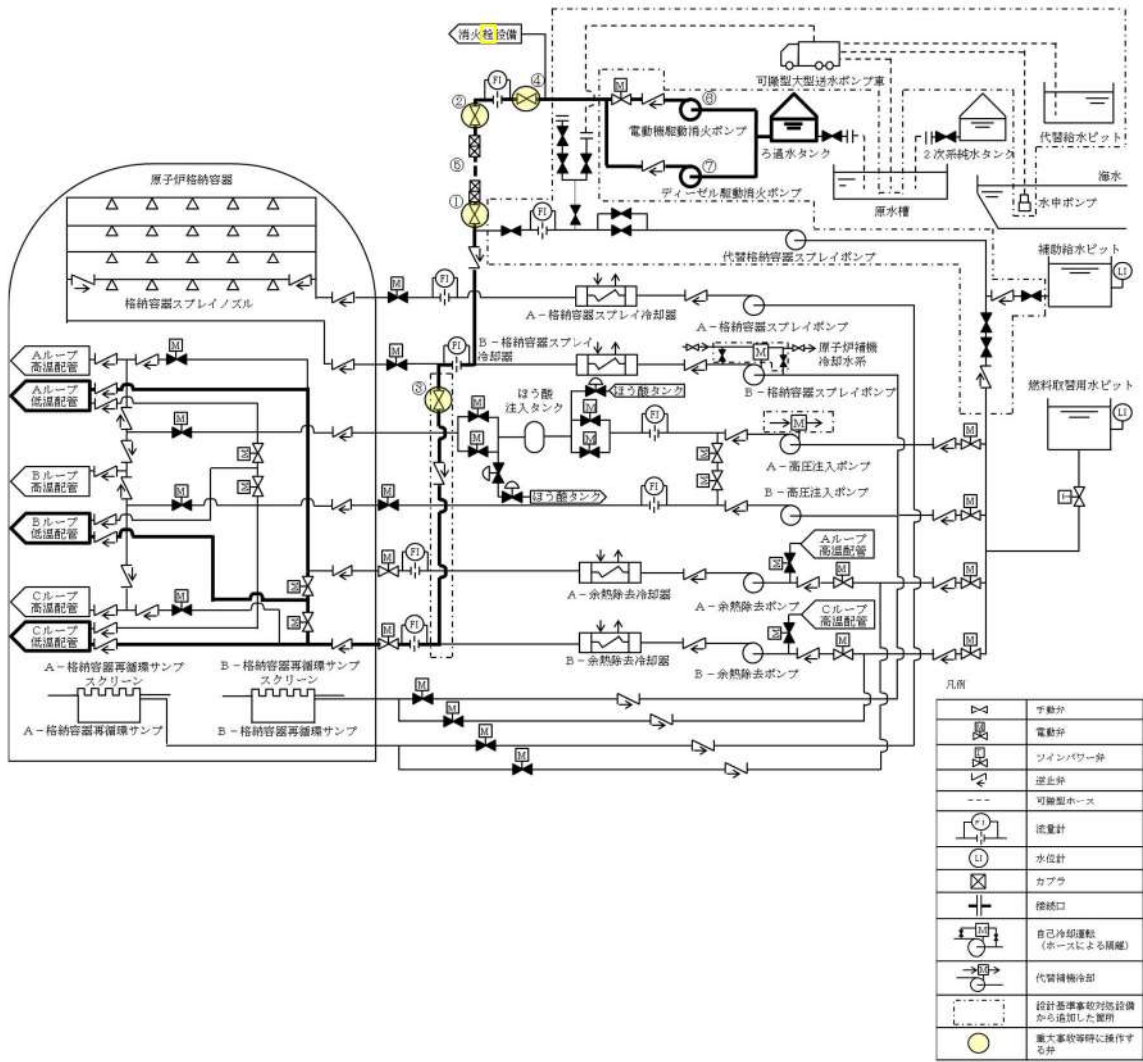 消火栓設備
FI
④
可搬型大型送水ポンプ車
②
M
⑥
電動機駆動消火ポンプ
ろ過水タンク
2次系純水タンク
代替給水ピット
⑤
⑦
ディーゼル駆動消火ポンプ
原水槽
海水
水中ポンプ
原子炉格納容器
①
FI
代替格納容器スプレイポンプ
補助給水ピット
LI
格納容器スプレイノズル
M
FI
A-格納容器スプレイ冷却器
A-格納容器スプレイポンプ
B-格納容器スプレイ
冷却器
M
FI
M
原子炉補機
冷却水系
B-格納容器スプレイポンプ
燃料取替用水ピット
LI
Aループ
高温配管
M
Aループ
低温配管
③
M
M
ほう酸
注入タンク
ほう酸タンク
M
M
FI
M
A-高圧注入ポンプ
M
M
M
M
M
Bループ
高温配管
M
M
ほう酸タンク
FI
M
B-高圧注入ポンプ
M
Bループ
低温配管
Aループ
高温配管
M
FI
A-余熱除去冷却器
M
M
M
A-余熱除去ポンプ
M
Cループ
高温配管
M
M
Cループ
高温配管
Cループ
低温配管
M
FI
B-余熱除去冷却器
M
M
M
B-余熱除去ポンプ
A-格納容器再循環サンプ
スクリーン
B-格納容器再循環サンプ
スクリーン
A-格納容器再循環サンプ
B-格納容器再循環サンプ
M
M
M
M
凡例
手動弁
M
電動弁
ツインパワー弁
逆止弁
可搬型ホース
FI
流量計
LI
水位計
カプラ
接続口
M
自己冷却運転
(ホースによる隔離)
M
代替補機冷却
設計基準事故対処設備
から追加した箇所
重大事故等時に操作す
る弁